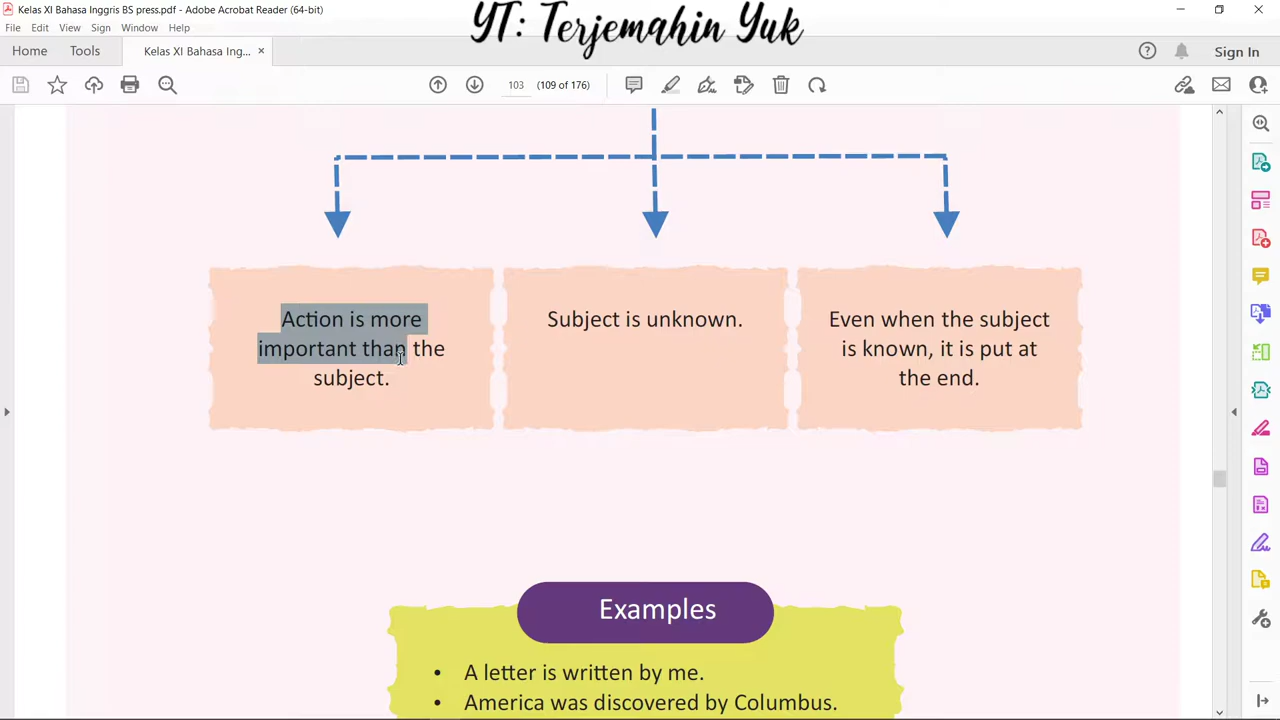 Kelas XI Bahasa Inggris BS press.pdf - Adobe Acrobat Reader (64-bit)
YT: Terjemahin Yuk
File Edit View Sign Window Help
Home Tools Kelas XI Bahasa Ing... × Sign In
103 (109 of 176)
Action is more
important than the
subject.
Subject is unknown.
Even when the subject
is known, it is put at
the end.
Examples
• A letter is written by me.
• America was discovered by Columbus.